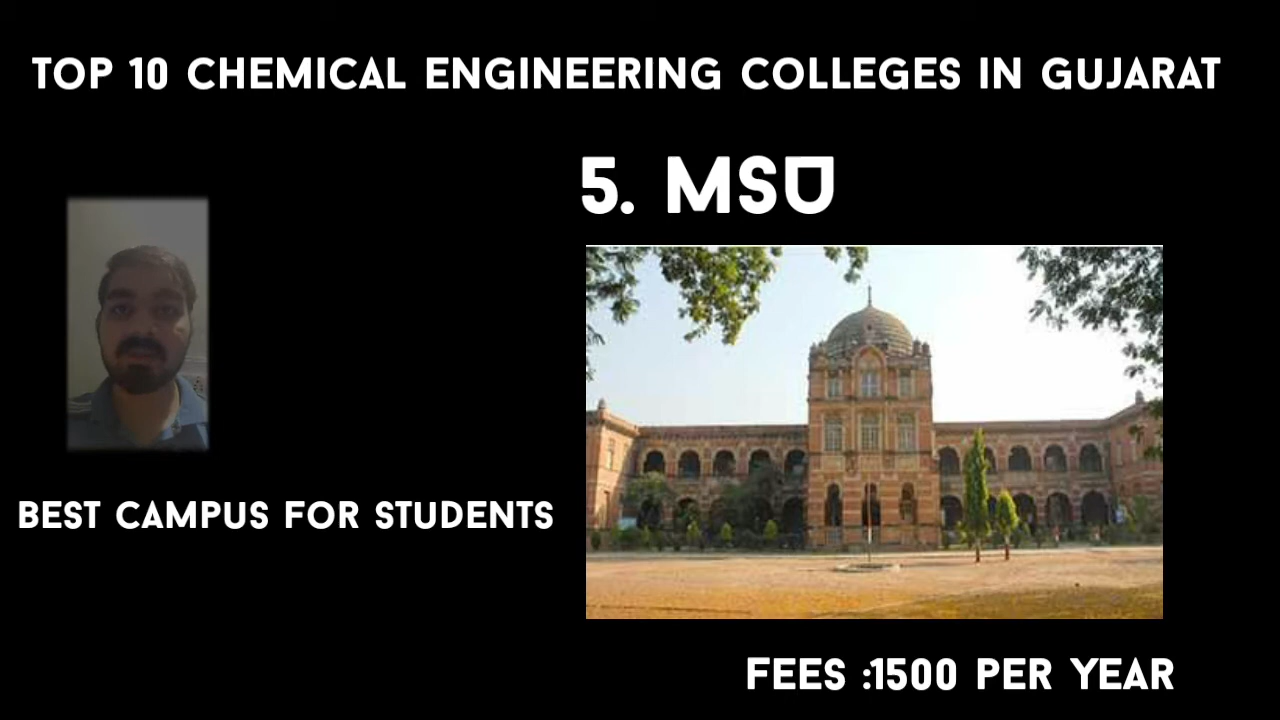 TOP 10 CHEMICAL ENGINEERING COLLEGES IN GUJARAT
5. MSU
BEST CAMPUS FOR STUDENTS
FEES :1500 PER YEAR